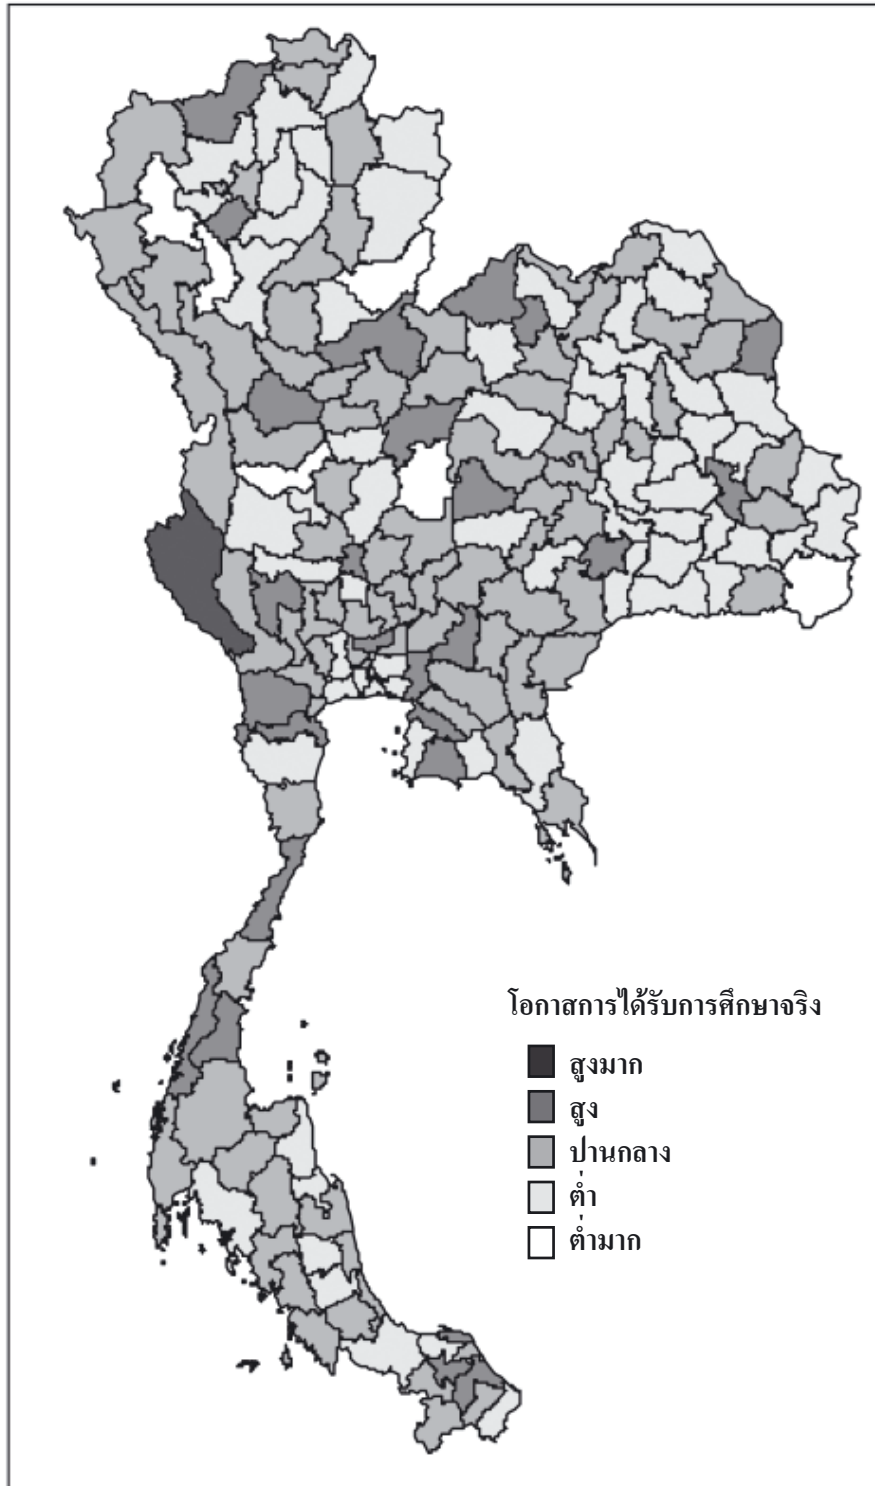 โอกาสการได้รับการศึกษาจริง
สูงมาก
สูง
ปานกลาง
ต่ำ
ต่ำมาก